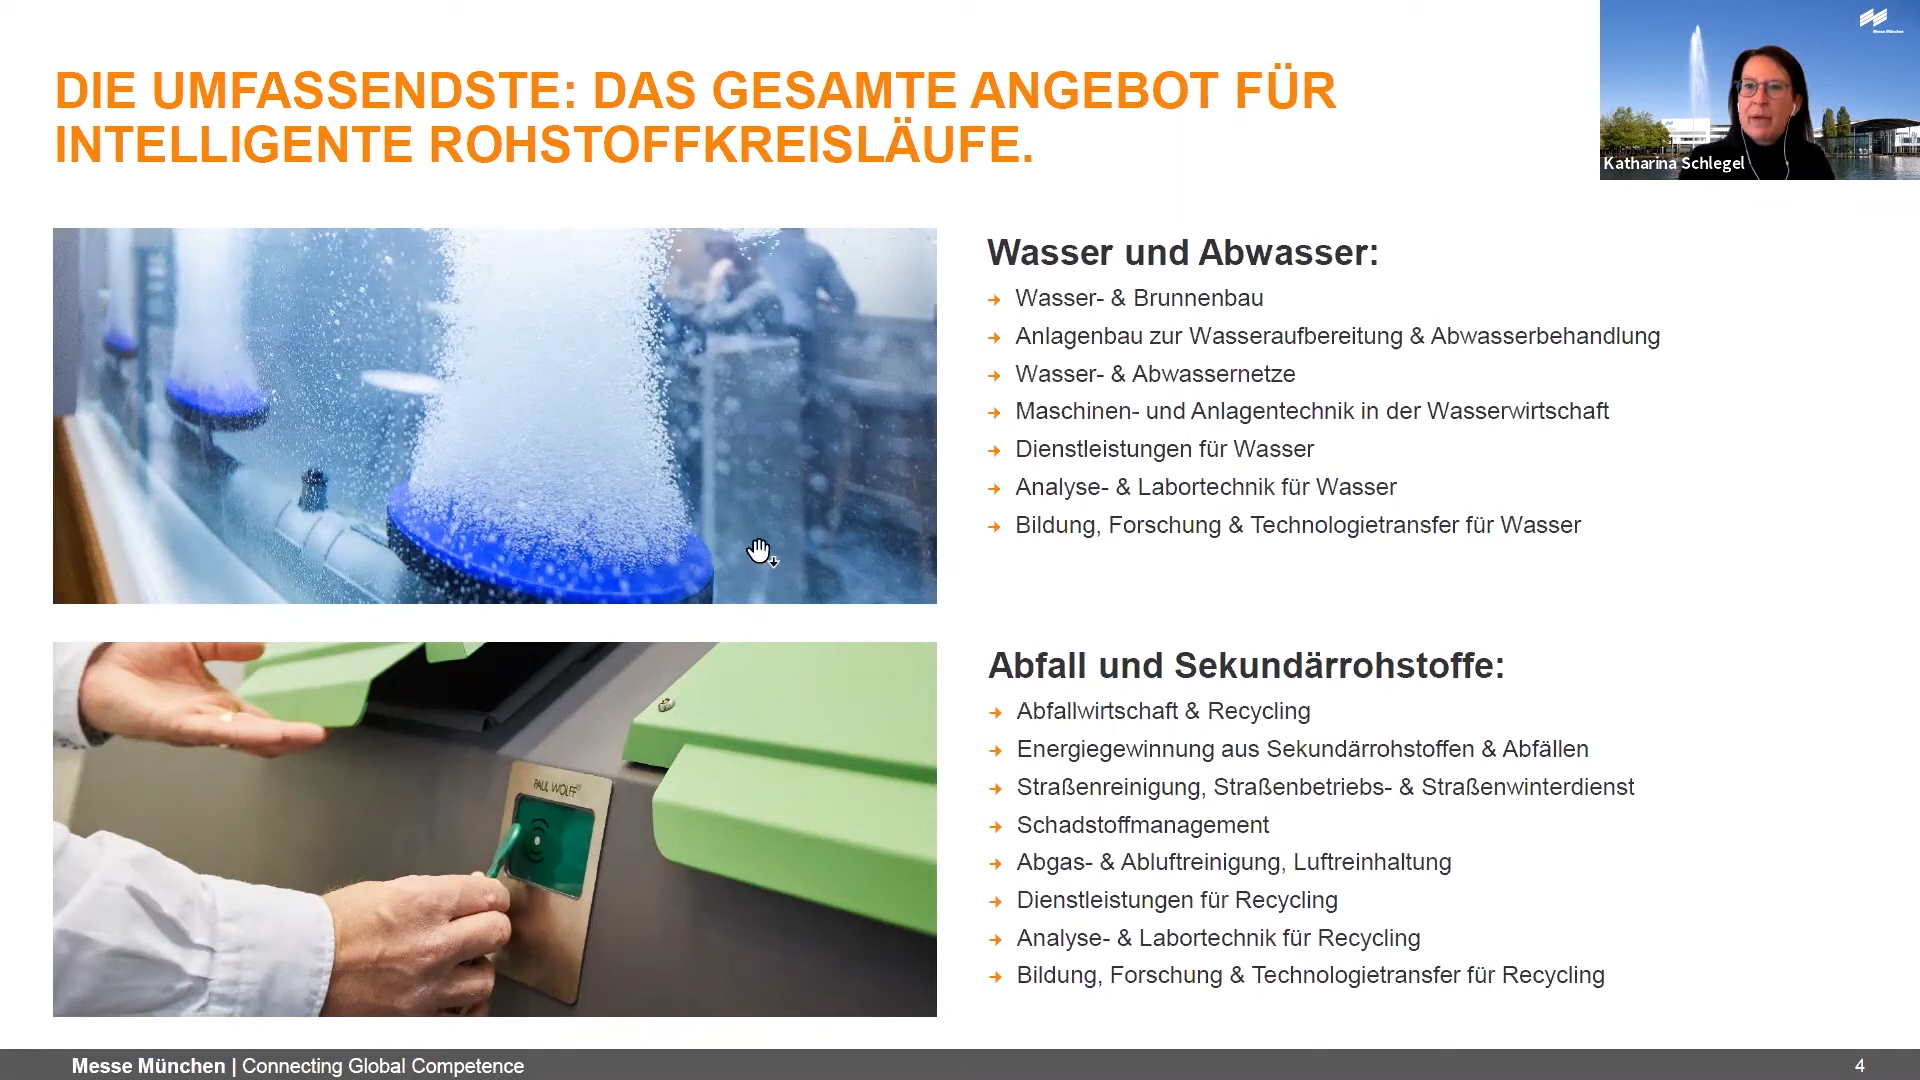 DIE UMFASSENDSTE: DAS GESAMTE ANGEBOT FÜR
INTELLIGENTE ROHSTOFFKREISLÄUFE.
Messe München
Katharina Schlegel
Wasser und Abwasser:
Wasser- & Brunnenbau
Anlagenbau zur Wasseraufbereitung & Abwasserbehandlung
Wasser- & Abwassernetze
Maschinen- und Anlagentechnik in der Wasserwirtschaft
Dienstleistungen für Wasser
Analyse- & Labortechnik für Wasser
Bildung, Forschung & Technologietransfer für Wasser
PAUL WOLFF
Abfall und Sekundärrohstoffe:
Abfallwirtschaft & Recycling
Energiegewinnung aus Sekundärrohstoffen & Abfällen
Straßenreinigung, Straßenbetriebs- & Straßenwinterdienst
Schadstoffmanagement
Abgas- & Abluftreinigung, Luftreinhaltung
Dienstleistungen für Recycling
Analyse- & Labortechnik für Recycling
Bildung, Forschung & Technologietransfer für Recycling
Messe München | Connecting Global Competence
4